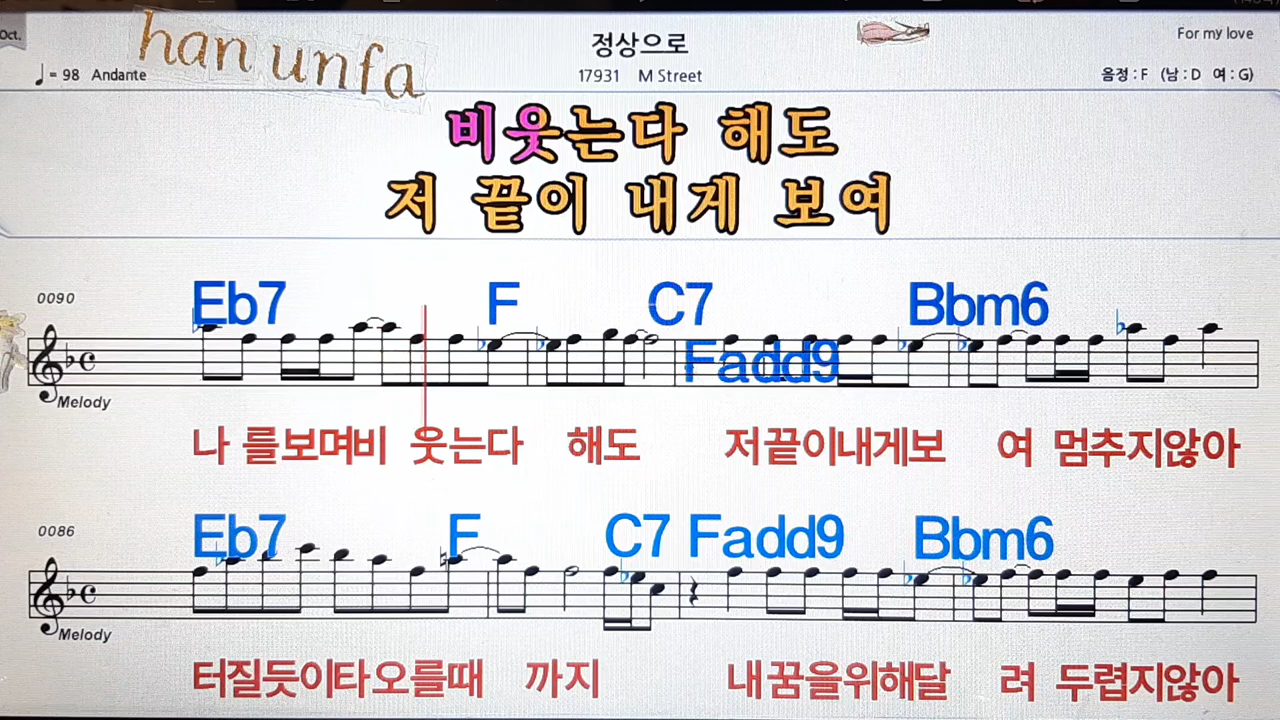 Oct.
han unfa
정상으로
For my love
♩= 98 Andante
17931 M Street
음정 : F (남 : D 여 : G)
비웃는다 해도
저 끝이 내게 보여
0090
Eb7 F C7 Fadd9 Bbm6
Melody
나 를보며비 웃는다 해도 저끝이내게보 여 멈추지않아
0086
Eb7 F C7 Fadd9 Bbm6
Melody
터질듯이타오를때 까지 내꿈을위해달 려 두렵지않아